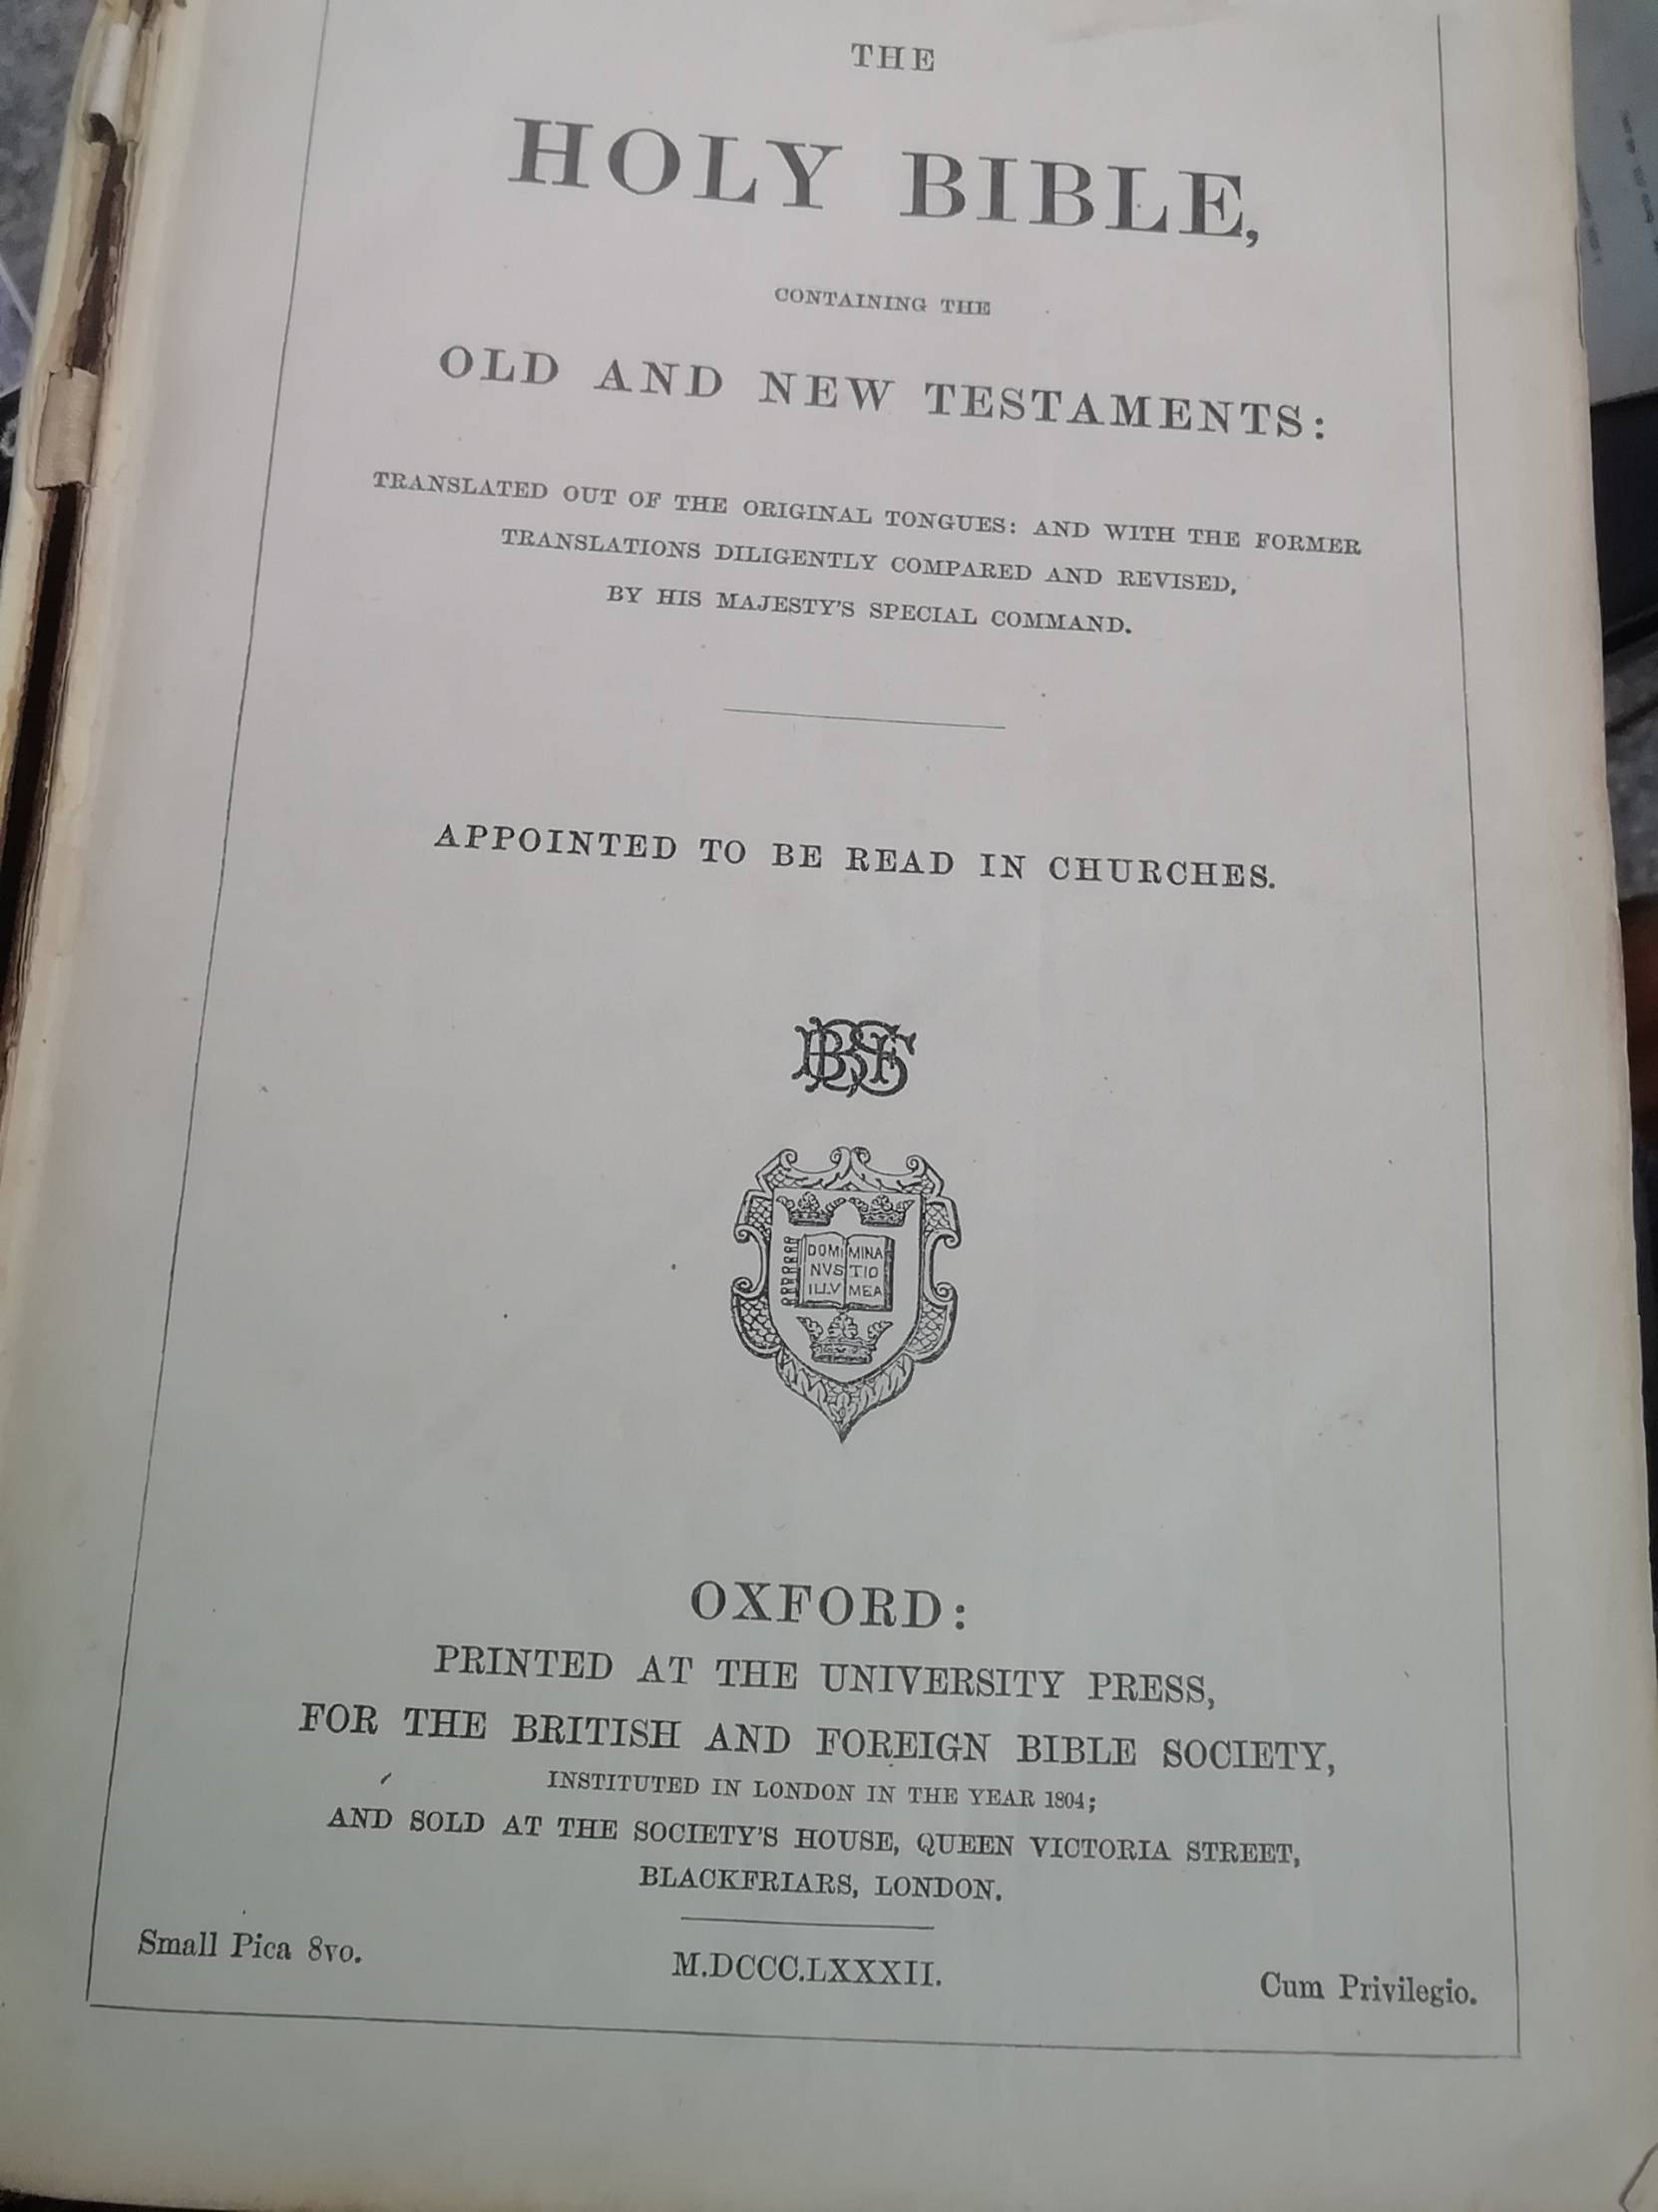 THE
HOLY BIBLE,
CONTAINING THE
OLD AND NEW TESTAMENTS:
TRANSLATED OUT OF THE ORIGINAL TONGUES: AND WITH THE FORMER
TRANSLATIONS DILIGENTLY COMPARED AND REVISED,
BY HIS MAJESTY'S SPECIAL COMMAND.
APPOINTED TO BE READ IN CHURCHES.
DOMI MINA
NVS TIO
ILLV MEA
OXFORD:
PRINTED AT THE UNIVERSITY PRESS,
FOR THE BRITISH AND FOREIGN BIBLE SOCIETY,
INSTITUTED IN LONDON IN THE YEAR 1804;
AND SOLD AT THE SOCIETY'S HOUSE, QUEEN VICTORIA STREET,
BLACKFRIARS, LONDON.
Small Pica 8vo. M.DCCC.LXXXII. Cum Privilegio.